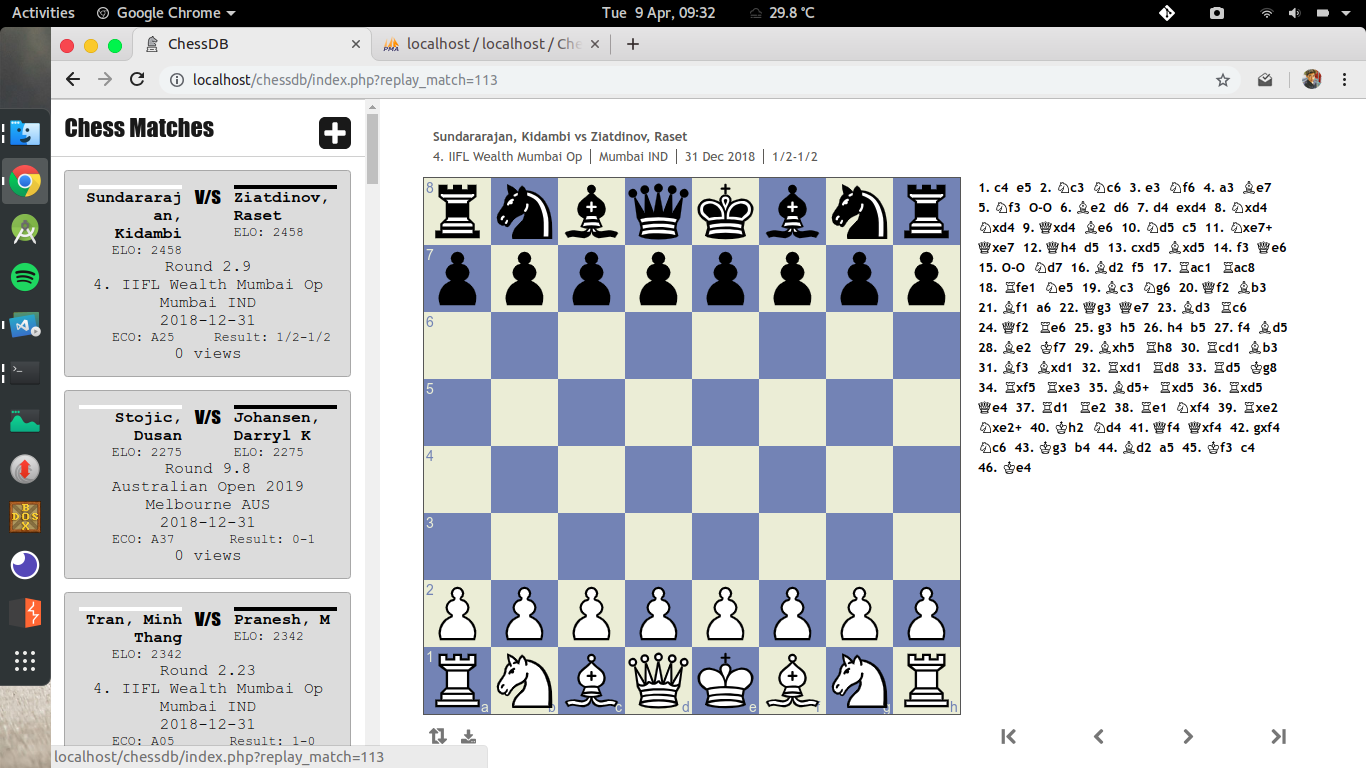 Activities Google Chrome Tue 9 Apr, 09:32 29.8 °C
ChessDB
localhost / localhost / Che
localhost/chessdb/index.php?replay_match=113
Chess Matches
Sundararaj
an,
Kidambi
ELO: 2458
V/S
Ziatdinov,
Raset
ELO: 2458
Round 2.9
4. IIFL Wealth Mumbai Op
Mumbai IND
2018-12-31
ECO: A25 Result: 1/2-1/2
0 views
Stojic,
Dusan
ELO: 2275
V/S
Johansen,
Darryl K
ELO: 2275
Round 9.8
Australian Open 2019
Melbourne AUS
2018-12-31
ECO: A37 Result: 0-1
0 views
Tran, Minh
Thang
ELO: 2342
V/S
Pranesh, M
ELO: 2342
Round 2.23
4. IIFL Wealth Mumbai Op
Mumbai IND
2018-12-31
ECO: A05 Result: 1-0
localhost/chessdb/index.php?replay_match=113
Sundararajan, Kidambi vs Ziatdinov, Raset
4. IIFL Wealth Mumbai Op | Mumbai IND | 31 Dec 2018 | 1/2-1/2
8
7
6
5
4
3
2
1
a b c d e f g h
1. c4 e5 2. ♘c3 ♘c6 3. e3 ♘f6 4. a3 ♗e7
5. ♘f3 O-O 6. ♗e2 d6 7. d4 exd4 8. ♘xd4
♘xd4 9. ♕xd4 ♗e6 10. ♘d5 c5 11. ♘xe7+
♕xe7 12. ♕h4 d5 13. cxd5 ♗xd5 14. f3 ♕e6
15. O-O ♘d7 16. ♗d2 f5 17. ♖ac1 ♖ac8
18. ♖fe1 ♘e5 19. ♗c3 ♘g6 20. ♕f2 ♗b3
21. ♗f1 a6 22. ♕g3 ♕e7 23. ♗d3 ♖c6
24. ♕f2 ♖e6 25. g3 h5 26. h4 b5 27. f4 ♗d5
28. ♗e2 ♔f7 29. ♗xh5 ♖h8 30. ♖cd1 ♗b3
31. ♗f3 ♗xd1 32. ♖xd1 ♖d8 33. ♖d5 ♔g8
34. ♖xf5 ♖xe3 35. ♗d5+ ♖xd5 36. ♖xd5
♕e4 37. ♖d1 ♖e2 38. ♖e1 ♘xf4 39. ♖xe2
♘xe2+ 40. ♔h2 ♘d4 41. ♕f4 ♕xf4 42. gxf4
♘c6 43. ♔g3 b4 44. ♗d2 a5 45. ♔f3 c4
46. ♔e4